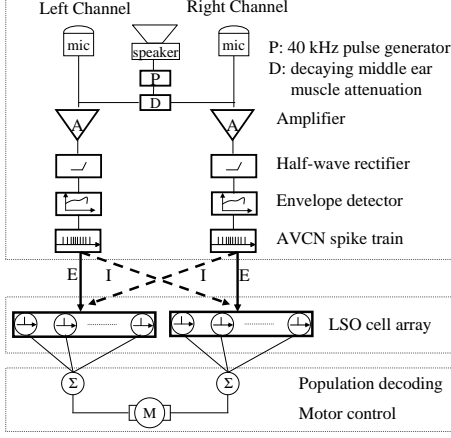 Left Channel
Right Channel
mic
speaker
mic
P
D
P: 40 kHz pulse generator
D: decaying middle ear
muscle attenuation
A
A
Amplifier
Half-wave rectifier
Envelope detector
AVCN spike train
E
I
I
E
LSO cell array
Σ
Σ
Population decoding
M
Motor control